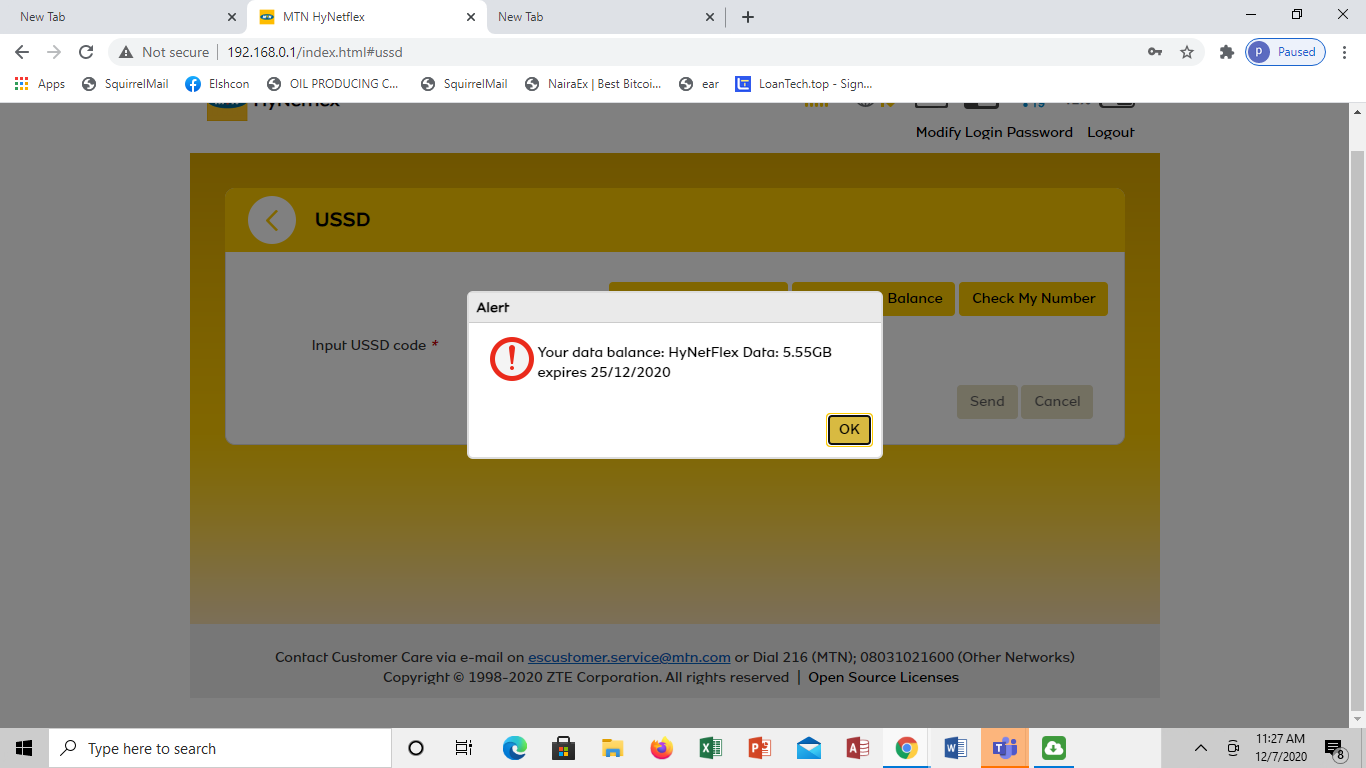 New Tab
MTN HyNetflex
New Tab
Not secure
192.168.0.1/index.html#ussd
Paused
Apps
SquirrelMail
Elshcon
OIL PRODUCING C...
SquirrelMail
NairaEx | Best Bitcoi...
ear
LoanTech.top - Sign...
HyNetflex
Modify Login Password Logout
USSD
Balance
Check My Number
Alert
Your data balance: HyNetFlex Data: 5.55GB
expires 25/12/2020
Input USSD code *
Send
Cancel
OK
Contact Customer Care via e-mail on escustomer.service@mtn.com or Dial 216 (MTN); 08031021600 (Other Networks)
Copyright © 1998-2020 ZTE Corporation. All rights reserved | Open Source Licenses
Type here to search
11:27 AM
12/7/2020
8